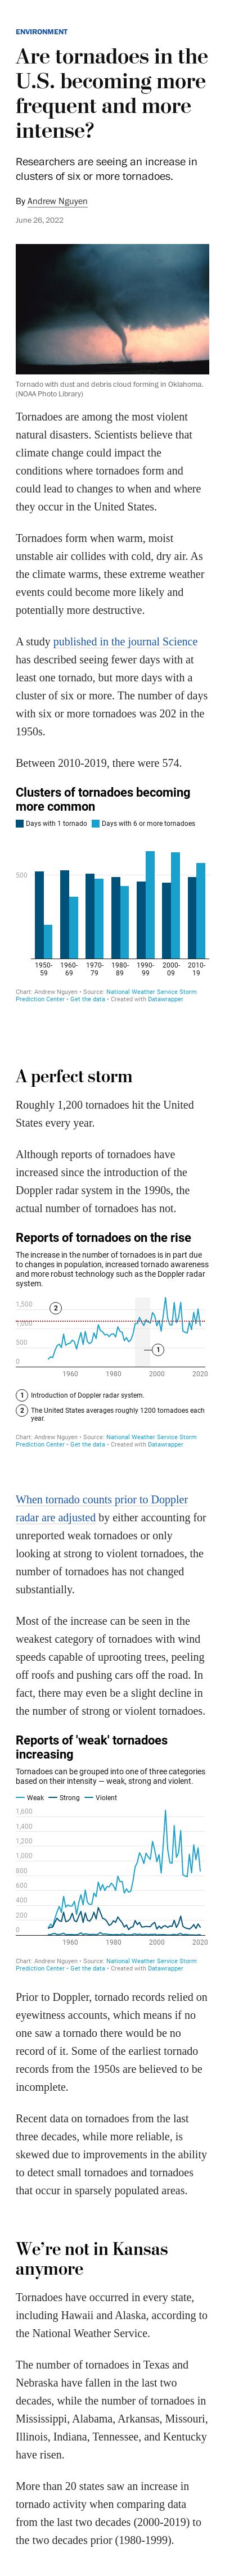 ENVIRONMENT
Are tornadoes in the
U.S. becoming more
frequent and more
intense?
Researchers are seeing an increase in
clusters of six or more tornadoes.
By Andrew Nguyen
June 26, 2022
Tornado with dust and debris cloud forming in Oklahoma.
(NOAA Photo Library)
Tornadoes are among the most violent
natural disasters. Scientists believe that
climate change could impact the
conditions where tornadoes form and
could lead to changes to when and where
they occur in the United States.
Tornadoes form when warm, moist
unstable air collides with cold, dry air. As
the climate warms, these extreme weather
events could become more likely and
potentially more destructive.
A study published in the journal Science
has described seeing fewer days with at
least one tornado, but more days with a
cluster of six or more. The number of days
with six or more tornadoes was 202 in the
1950s.
Between 2010-2019, there were 574.
Clusters of tornadoes becoming
more common
Days with 1 tornado Days with 6 or more tornadoes
500
1950-59 1960-69 1970-79 1980-89 1990-99 2000-09 2010-19
Chart: Andrew Nguyen • Source: National Weather Service Storm
Prediction Center • Get the data • Created with Datawrapper
A perfect storm
Roughly 1,200 tornadoes hit the United
States every year.
Although reports of tornadoes have
increased since the introduction of the
Doppler radar system in the 1990s, the
actual number of tornadoes has not.
Reports of tornadoes on the rise
The increase in the number of tornadoes is in part due
to changes in population, increased tornado awareness
and more robust technology such as the Doppler radar
system.
1,500
2
1,000
500
1
0
1960 1980 2000 2020
1 Introduction of Doppler radar system.
2 The United States averages roughly 1200 tornadoes each
year.
Chart: Andrew Nguyen • Source: National Weather Service Storm
Prediction Center • Get the data • Created with Datawrapper
When tornado counts prior to Doppler
radar are adjusted by either accounting for
unreported weak tornadoes or only
looking at strong to violent tornadoes, the
number of tornadoes has not changed
substantially.
Most of the increase can be seen in the
weakest category of tornadoes with wind
speeds capable of uprooting trees, peeling
off roofs and pushing cars off the road. In
fact, there may even be a slight decline in
the number of strong or violent tornadoes.
Reports of 'weak' tornadoes
increasing
Tornadoes can be grouped into one of three categories
based on their intensity — weak, strong and violent.
Weak Strong Violent
1,600
1,400
1,200
1,000
800
600
400
200
0
1960 1980 2000 2020
Chart: Andrew Nguyen • Source: National Weather Service Storm
Prediction Center • Get the data • Created with Datawrapper
Prior to Doppler, tornado records relied on
eyewitness accounts, which means if no
one saw a tornado there would be no
record of it. Some of the earliest tornado
records from the 1950s are believed to be
incomplete.
Recent data on tornadoes from the last
three decades, while more reliable, is
skewed due to improvements in the ability
to detect small tornadoes and tornadoes
that occur in sparsely populated areas.
We’re not in Kansas
anymore
Tornadoes have occurred in every state,
including Hawaii and Alaska, according to
the National Weather Service.
The number of tornadoes in Texas and
Nebraska have fallen in the last two
decades, while the number of tornadoes in
Mississippi, Alabama, Arkansas, Missouri,
Illinois, Indiana, Tennessee, and Kentucky
have risen.
More than 20 states saw an increase in
tornado activity when comparing data
from the last two decades (2000-2019) to
the two decades prior (1980-1999).